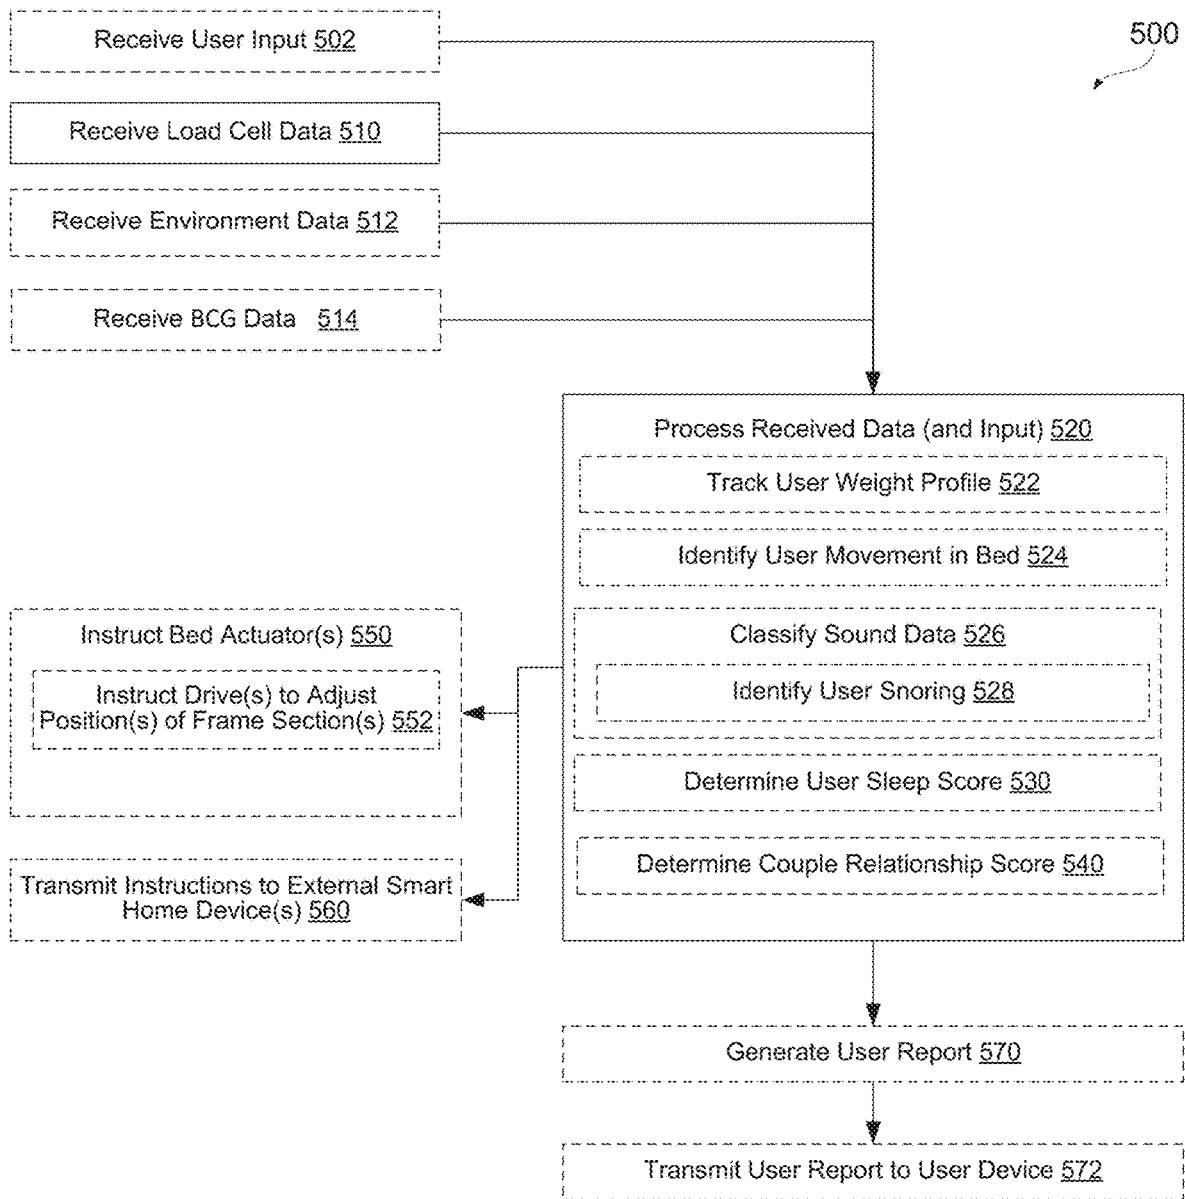 Receive User Input 502
500
Receive Load Cell Data 510
Receive Environment Data 512
Receive BCG Data 514
Process Received Data (and Input) 520
Track User Weight Profile 522
Identify User Movement in Bed 524
Classify Sound Data 526
Identify User Snoring 528
Determine User Sleep Score 530
Determine Couple Relationship Score 540
Instruct Bed Actuator(s) 550
Instruct Drive(s) to Adjust
Position(s) of Frame Section(s) 552
Transmit Instructions to External Smart
Home Device(s) 560
Generate User Report 570
Transmit User Report to User Device 572